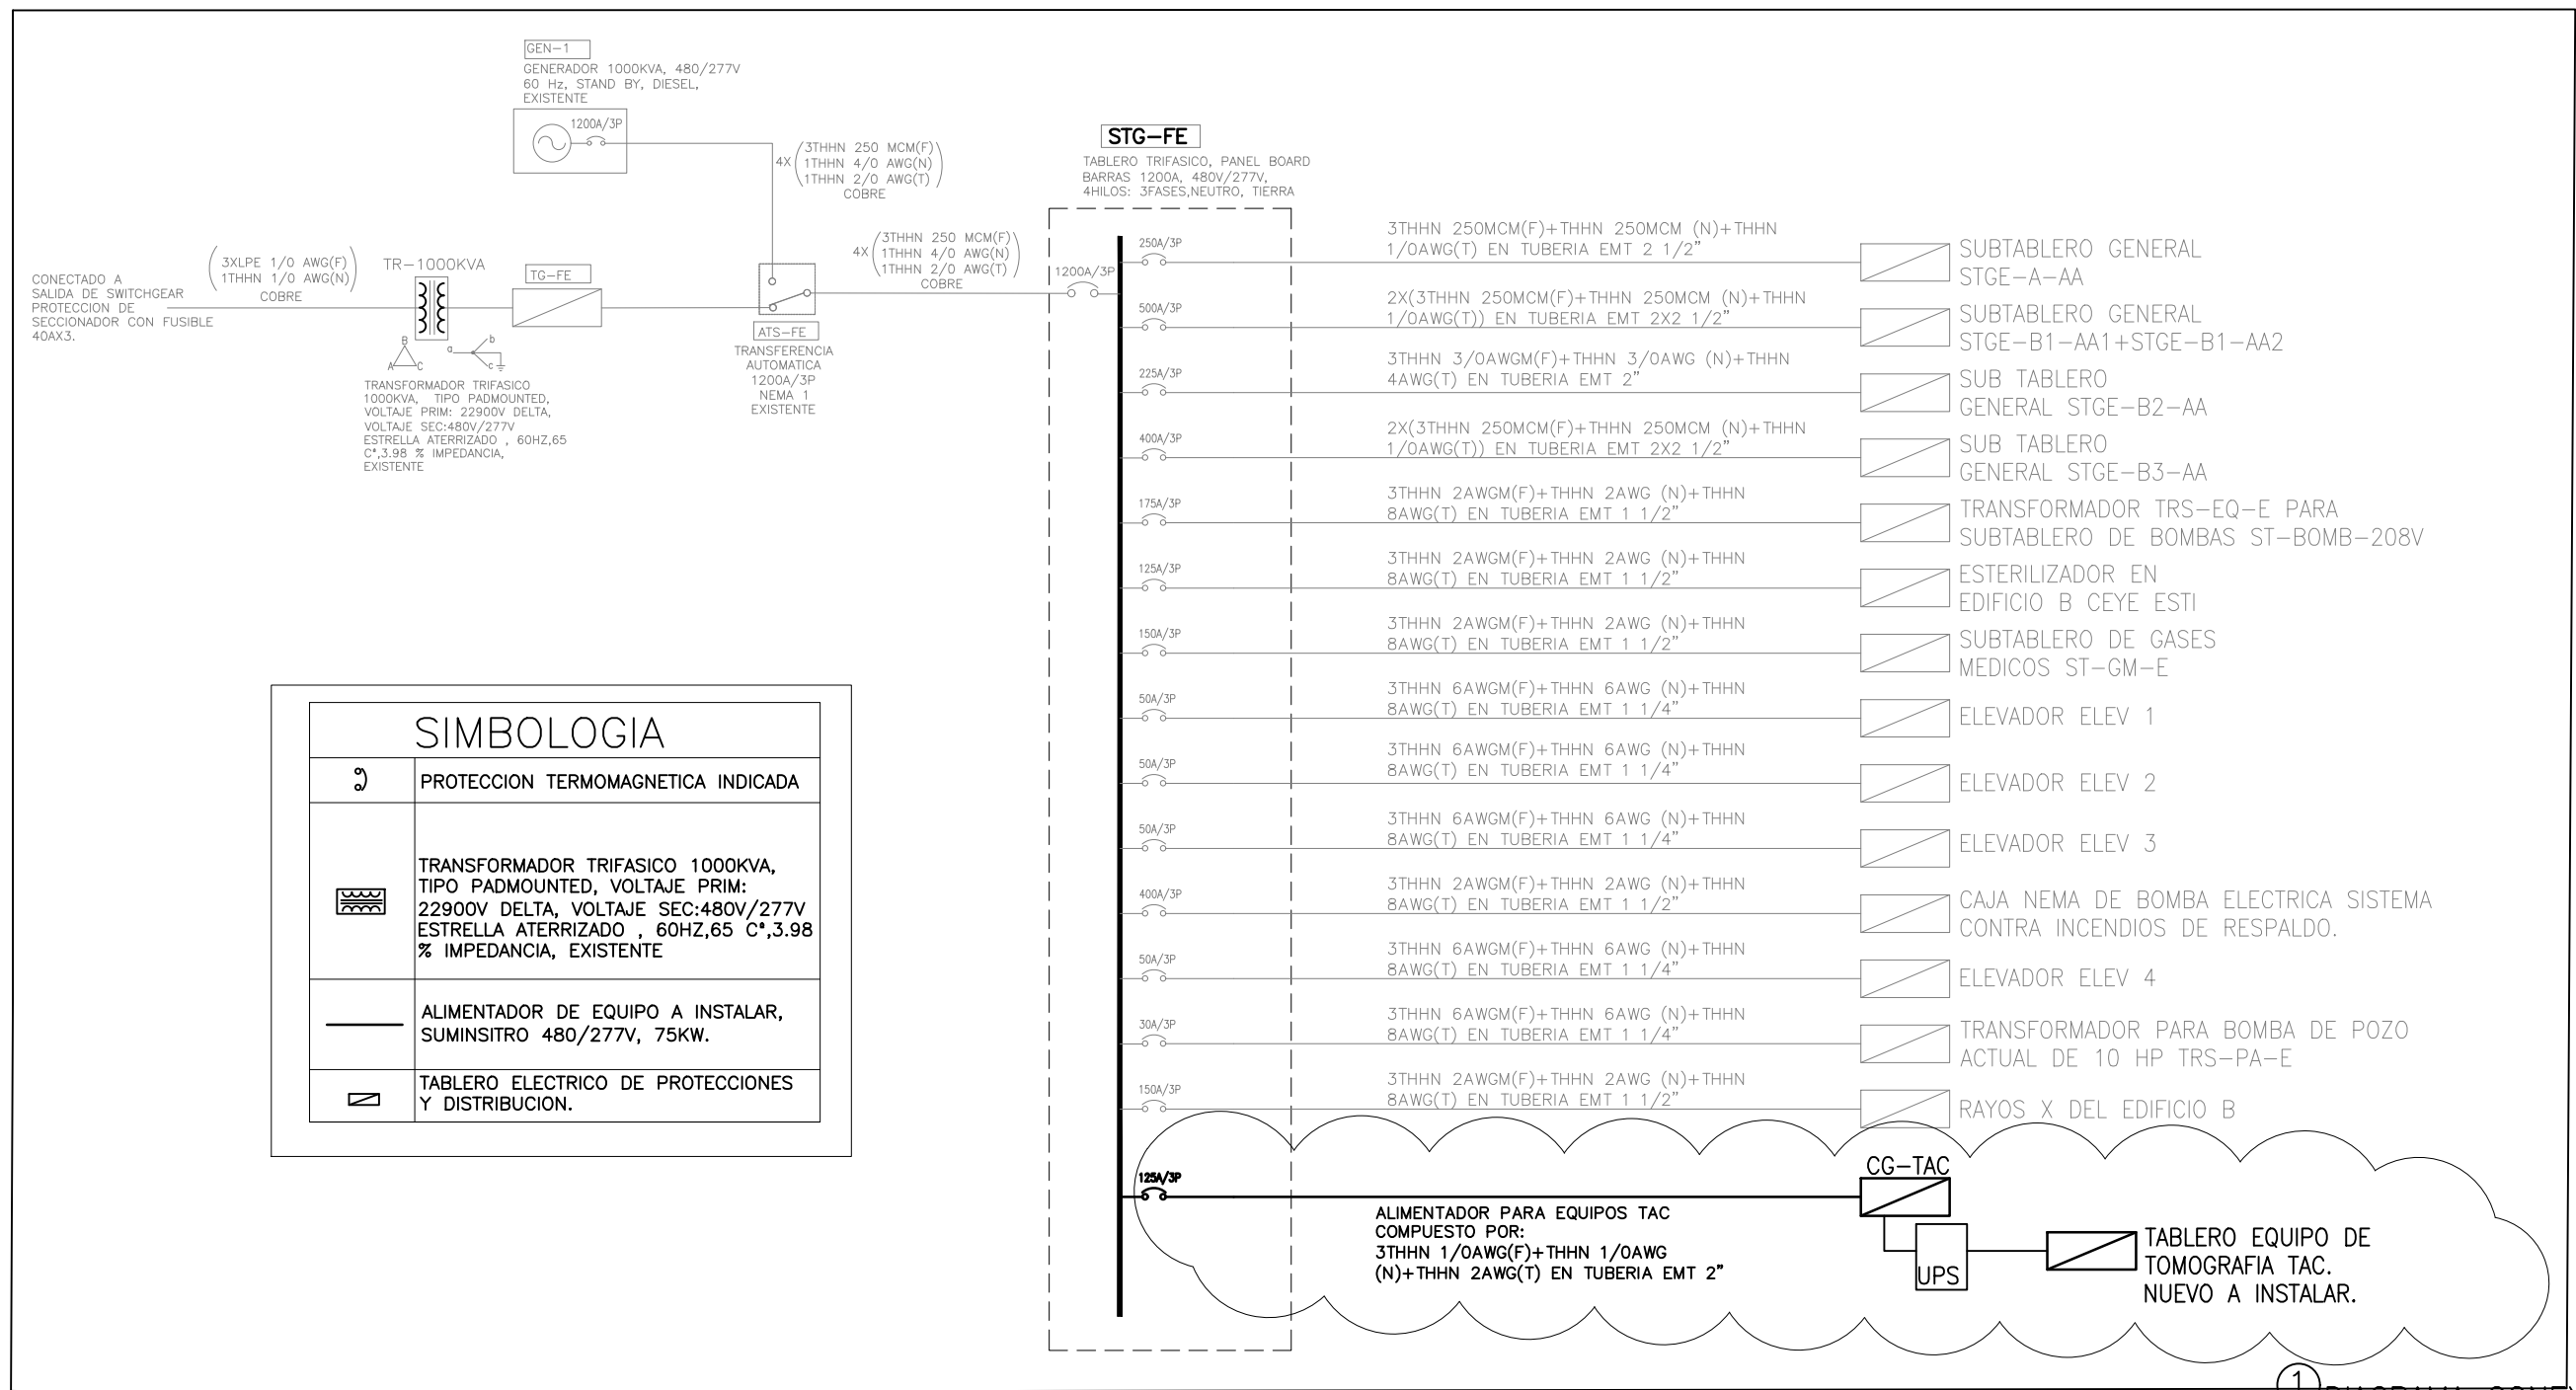 GEN-1
GENERADOR 1000KVA, 480/277V
60 Hz, STAND BY, DIESEL,
EXISTENTE
1200A/3P
4X
3THHN 250 MCM(F)
1THHN 4/0 AWG(N)
1THHN 2/0 AWG(T)
COBRE
CONECTADO A
SALIDA DE SWITCHGEAR
PROTECCION DE
SECCIONADOR CON FUSIBLE
40AX3.
3XLPE 1/0 AWG(F)
1THHN 1/0 AWG(N)
COBRE
TR-1000KVA
A
B
C
a
b
c
TRANSFORMADOR TRIFASICO
1000KVA, TIPO PADMOUNTED,
VOLTAJE PRIM: 22900V DELTA,
VOLTAJE SEC:480V/277V
ESTRELLA ATERRIZADO , 60HZ,65
C°,3.98 % IMPEDANCIA,
EXISTENTE
TG-FE
ATS-FE
TRANSFERENCIA
AUTOMATICA
1200A/3P
NEMA 1
EXISTENTE
4X
3THHN 250 MCM(F)
1THHN 4/0 AWG(N)
1THHN 2/0 AWG(T)
COBRE
1200A/3P
STG-FE
TABLERO TRIFASICO, PANEL BOARD
BARRAS 1200A, 480V/277V,
4HILOS: 3FASES,NEUTRO, TIERRA
250A/3P
3THHN 250MCM(F)+THHN 250MCM (N)+THHN
1/0AWG(T) EN TUBERIA EMT 2 1/2"
SUBTABLERO GENERAL
STGE-A-AA
500A/3P
2X(3THHN 250MCM(F)+THHN 250MCM (N)+THHN
1/0AWG(T)) EN TUBERIA EMT 2X2 1/2"
SUBTABLERO GENERAL
STGE-B1-AA1+STGE-B1-AA2
225A/3P
3THHN 3/0AWGM(F)+THHN 3/0AWG (N)+THHN
4AWG(T) EN TUBERIA EMT 2"
SUB TABLERO
GENERAL STGE-B2-AA
400A/3P
2X(3THHN 250MCM(F)+THHN 250MCM (N)+THHN
1/0AWG(T)) EN TUBERIA EMT 2X2 1/2"
SUB TABLERO
GENERAL STGE-B3-AA
175A/3P
3THHN 2AWGM(F)+THHN 2AWG (N)+THHN
8AWG(T) EN TUBERIA EMT 1 1/2"
TRANSFORMADOR TRS-EQ-E PARA
SUBTABLERO DE BOMBAS ST-BOMB-208V
125A/3P
3THHN 2AWGM(F)+THHN 2AWG (N)+THHN
8AWG(T) EN TUBERIA EMT 1 1/2"
ESTERILIZADOR EN
EDIFICIO B CEYE ESTI
150A/3P
3THHN 2AWGM(F)+THHN 2AWG (N)+THHN
8AWG(T) EN TUBERIA EMT 1 1/2"
SUBTABLERO DE GASES
MEDICOS ST-GM-E
50A/3P
3THHN 6AWGM(F)+THHN 6AWG (N)+THHN
8AWG(T) EN TUBERIA EMT 1 1/4"
ELEVADOR ELEV 1
50A/3P
3THHN 6AWGM(F)+THHN 6AWG (N)+THHN
8AWG(T) EN TUBERIA EMT 1 1/4"
ELEVADOR ELEV 2
50A/3P
3THHN 6AWGM(F)+THHN 6AWG (N)+THHN
8AWG(T) EN TUBERIA EMT 1 1/4"
ELEVADOR ELEV 3
400A/3P
3THHN 2AWGM(F)+THHN 2AWG (N)+THHN
8AWG(T) EN TUBERIA EMT 1 1/2"
CAJA NEMA DE BOMBA ELECTRICA SISTEMA
CONTRA INCENDIOS DE RESPALDO.
50A/3P
3THHN 6AWGM(F)+THHN 6AWG (N)+THHN
8AWG(T) EN TUBERIA EMT 1 1/4"
ELEVADOR ELEV 4
30A/3P
3THHN 6AWGM(F)+THHN 6AWG (N)+THHN
8AWG(T) EN TUBERIA EMT 1 1/4"
TRANSFORMADOR PARA BOMBA DE POZO
ACTUAL DE 10 HP TRS-PA-E
150A/3P
3THHN 2AWGM(F)+THHN 2AWG (N)+THHN
8AWG(T) EN TUBERIA EMT 1 1/2"
RAYOS X DEL EDIFICIO B
125A/3P
ALIMENTADOR PARA EQUIPOS TAC
COMPUESTO POR:
3THHN 1/0AWG(F)+THHN 1/0AWG
(N)+THHN 2AWG(T) EN TUBERIA EMT 2"
CG-TAC
UPS
TABLERO EQUIPO DE
TOMOGRAFIA TAC.
NUEVO A INSTALAR.
SIMBOLOGIA
PROTECCION TERMOMAGNETICA INDICADA
TRANSFORMADOR TRIFASICO 1000KVA,
TIPO PADMOUNTED, VOLTAJE PRIM:
22900V DELTA, VOLTAJE SEC:480V/277V
ESTRELLA ATERRIZADO , 60HZ,65 C°,3.98
% IMPEDANCIA, EXISTENTE
ALIMENTADOR DE EQUIPO A INSTALAR,
SUMINSITRO 480/277V, 75KW.
TABLERO ELECTRICO DE PROTECCIONES
Y DISTRIBUCION.
1